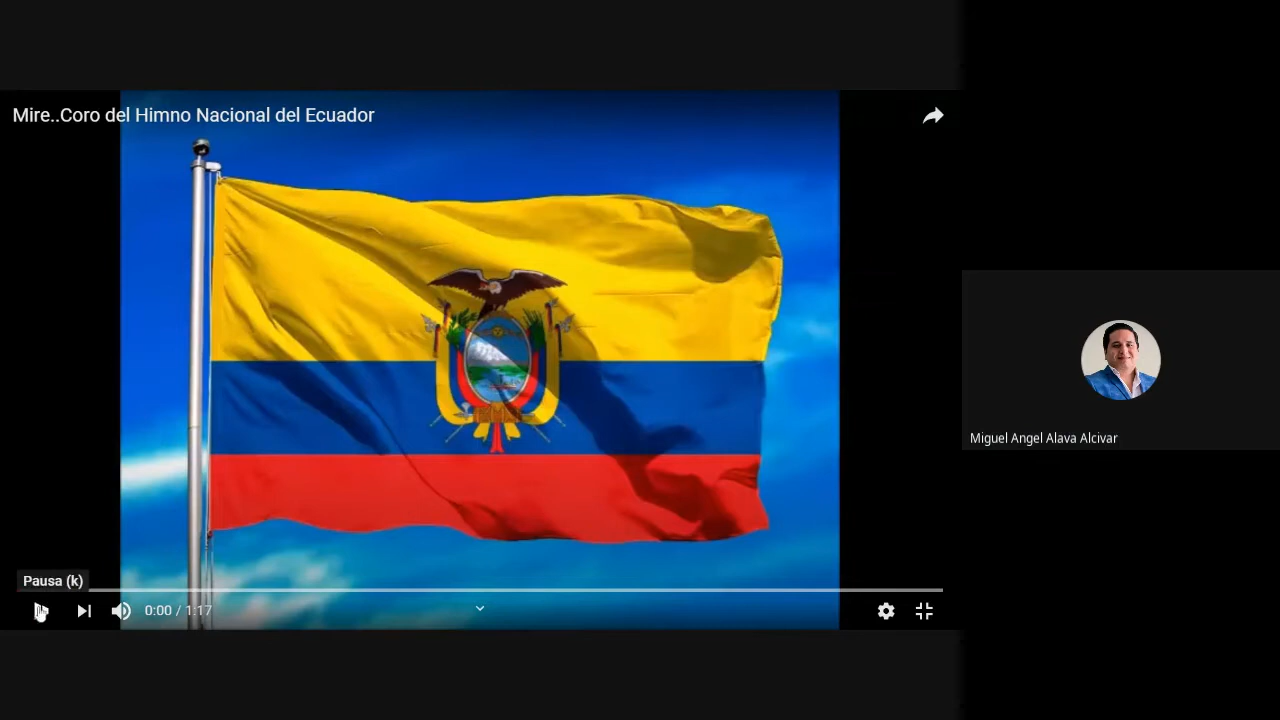 Mire..Coro del Himno Nacional del Ecuador
Miguel Angel Alava Alcivar
Pausa (k)
0:00 / 1:17